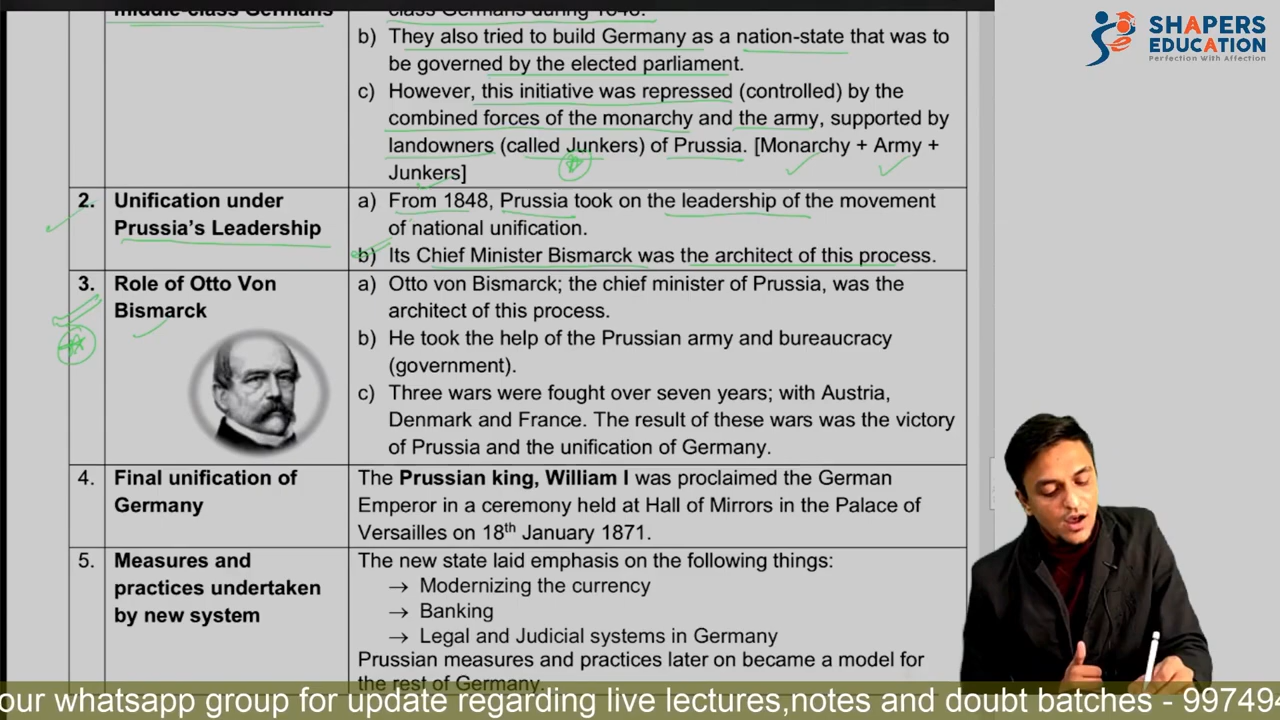 middle class Germans
class Germans during 1848.
b) They also tried to build Germany as a nation-state that was to
be governed by the elected parliament.
c) However, this initiative was repressed (controlled) by the
combined forces of the monarchy and the army, supported by
landowners (called Junkers) of Prussia. [Monarchy + Army +
Junkers]
2. Unification under
Prussia's Leadership
a) From 1848, Prussia took on the leadership of the movement
of national unification.
b) Its Chief Minister Bismarck was the architect of this process.
3. Role of Otto Von
Bismarck
a) Otto von Bismarck; the chief minister of Prussia, was the
architect of this process.
b) He took the help of the Prussian army and bureaucracy
(government).
c) Three wars were fought over seven years; with Austria,
Denmark and France. The result of these wars was the victory
of Prussia and the unification of Germany.
4. Final unification of
Germany
The Prussian king, William I was proclaimed the German
Emperor in a ceremony held at Hall of Mirrors in the Palace of
Versailles on 18th January 1871.
5. Measures and
practices undertaken
by new system
The new state laid emphasis on the following things:
→ Modernizing the currency
→ Banking
→ Legal and Judicial systems in Germany
Prussian measures and practices later on became a model for
the rest of Germany.
SHAPERS
EDUCATION
Perfection With Affection
our whatsapp group for update regarding live lectures,notes and doubt batches - 99749